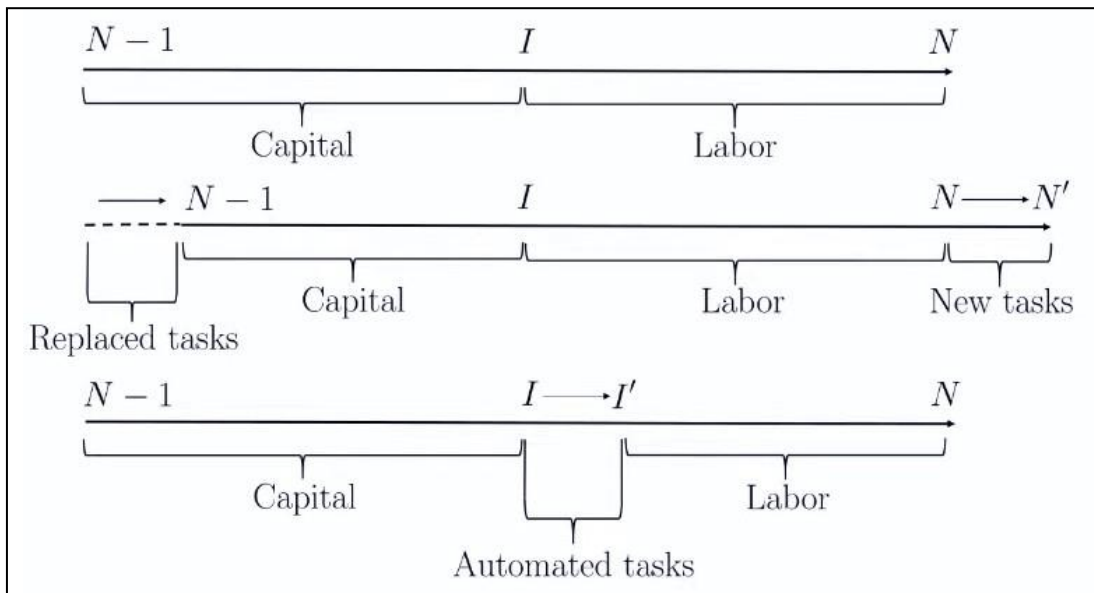 N − 1 I N
Capital Labor
N − 1 I N N′
Capital Labor New tasks
Replaced tasks
N − 1 I I′ N
Capital Labor
Automated tasks